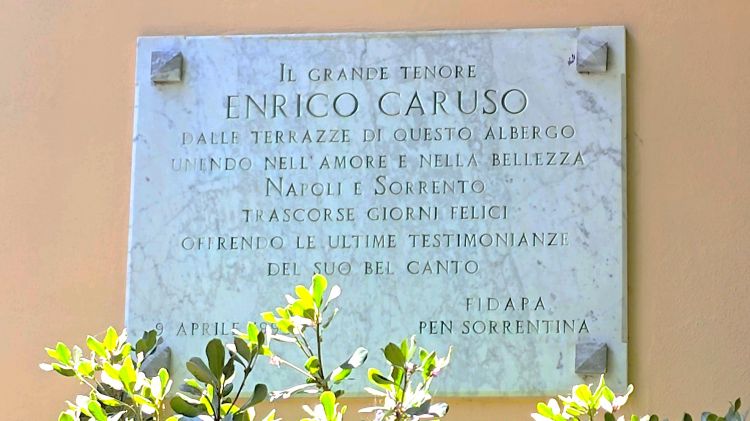 IL GRANDE TENORE
ENRICO CARUSO
DALLE TERRAZZE DI QUESTO ALBERGO
UNENDO NELL'AMORE E NELLA BELLEZZA
NAPOLI E SORRENTO
TRASCORSE GIORNI FELICI
OFFRENDO LE ULTIME TESTIMONIANZE
DEL SUO BEL CANTO
FIDAPA
9 APRILE PEN SORRENTINA